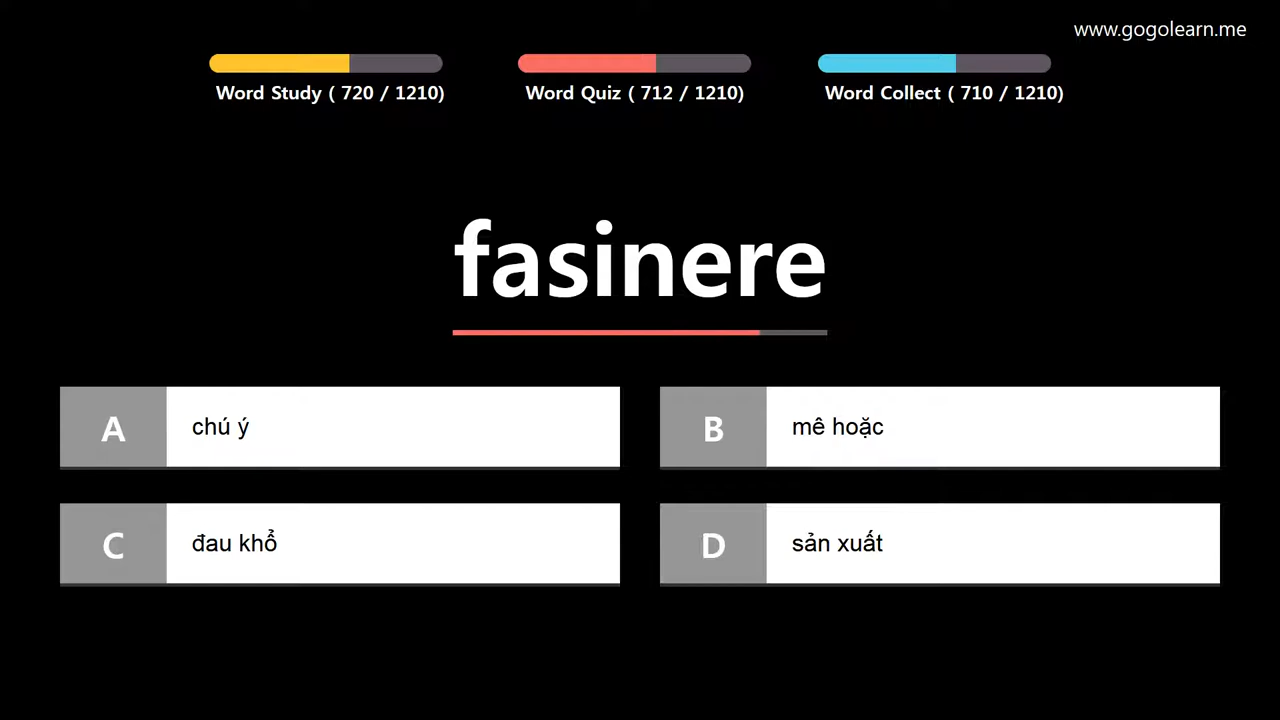 www.gogolearn.me
Word Study ( 720 / 1210)
Word Quiz ( 712 / 1210)
Word Collect ( 710 / 1210)
fasinere
A chú ý
B mê hoặc
C đau khổ
D sản xuất